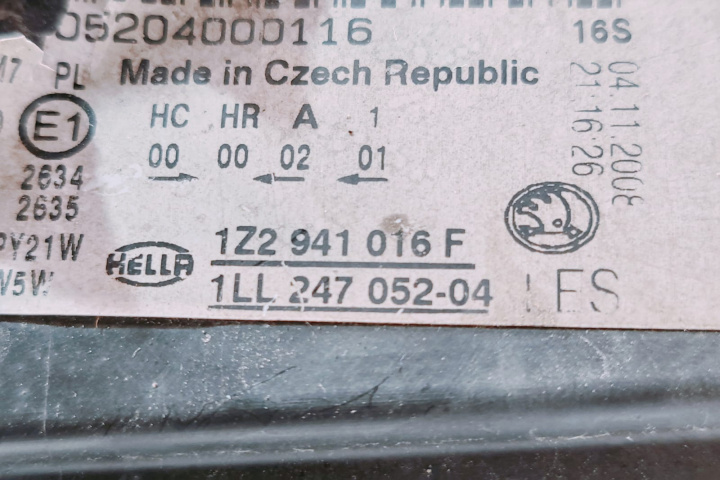 05204000116 16S
PL Made in Czech Republic
04.11.2008
21:16:26
E1
HC HR A 1
00 00 02 01
2634
2635
PY21W
W5W
HELLA
1Z2 941 016 F
1LL 247 052-04